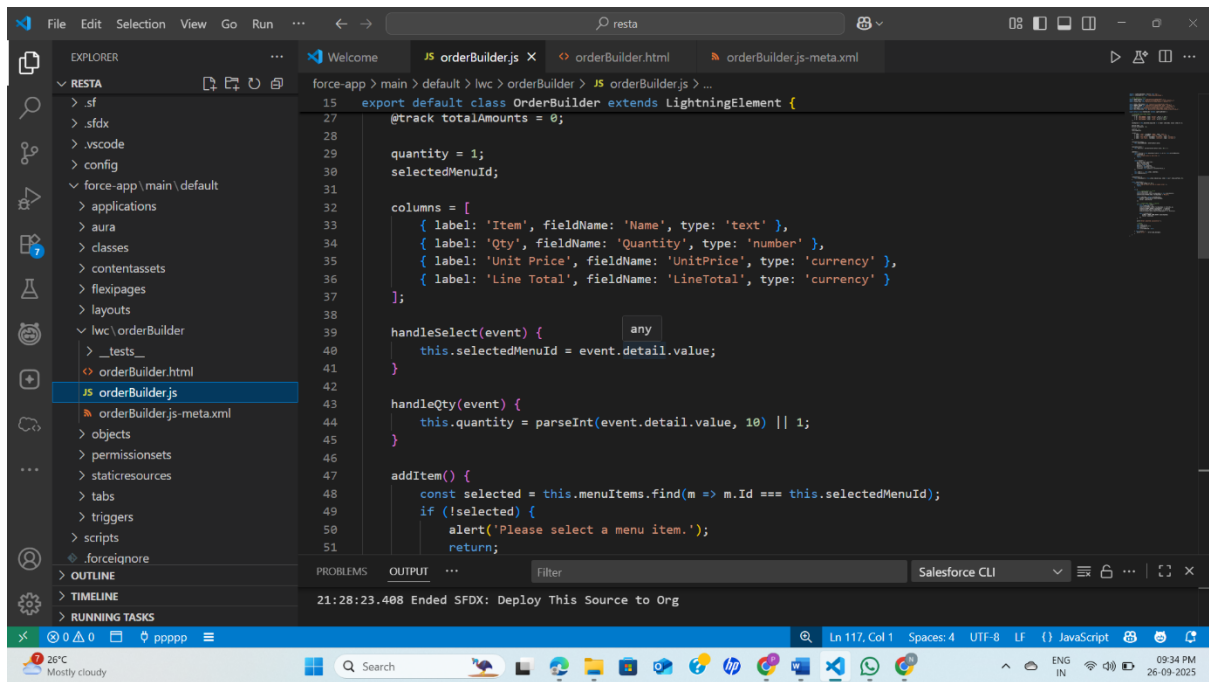 File Edit Selection View Go Run ··· ← → resta
EXPLORER ···
RESTA
> .sf
> .sfdx
> .vscode
> config
force-app\main\default
> applications
> aura
> classes
> contentassets
> flexipages
> layouts
lwc\orderBuilder
> __tests__
<> orderBuilder.html
JS orderBuilder.js
orderBuilder.js-meta.xml
> objects
> permissionsets
> staticresources
> tabs
> triggers
> scripts
.forceignore
> OUTLINE
> TIMELINE
> RUNNING TASKS
7
Welcome JS orderBuilder.js × <> orderBuilder.html orderBuilder.js-meta.xml
force-app > main > default > lwc > orderBuilder > JS orderBuilder.js > ...
15 export default class OrderBuilder extends LightningElement {
27 @track totalAmounts = 0;
28
29 quantity = 1;
30 selectedMenuId;
31
32 columns = [
33 { label: 'Item', fieldName: 'Name', type: 'text' },
34 { label: 'Qty', fieldName: 'Quantity', type: 'number' },
35 { label: 'Unit Price', fieldName: 'UnitPrice', type: 'currency' },
36 { label: 'Line Total', fieldName: 'LineTotal', type: 'currency' }
37 ];
38
any
39 handleSelect(event) {
40 this.selectedMenuId = event.detail.value;
41 }
42
43 handleQty(event) {
44 this.quantity = parseInt(event.detail.value, 10) || 1;
45 }
46
47 addItem() {
48 const selected = this.menuItems.find(m => m.Id === this.selectedMenuId);
49 if (!selected) {
50 alert('Please select a menu item.');
51 return;
PROBLEMS OUTPUT ··· Filter Salesforce CLI
21:28:23.408 Ended SFDX: Deploy This Source to Org
0 0 ppppp Ln 117, Col 1 Spaces: 4 UTF-8 LF {} JavaScript
7 26°C
Mostly cloudy
Search
ENG
IN
09:34 PM
26-09-2025